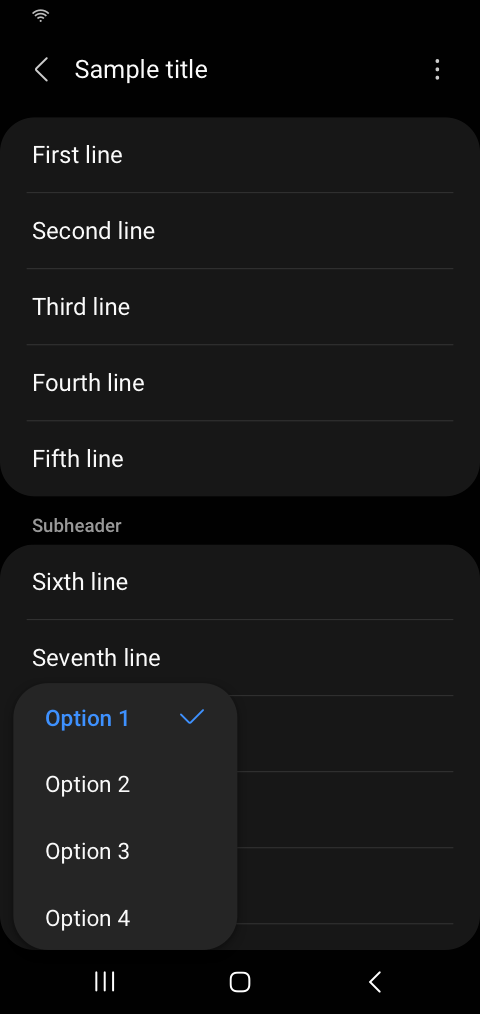 Sample title
First line
Second line
Third line
Fourth line
Fifth line
Subheader
Sixth line
Seventh line
Option 1
Option 2
Option 3
Option 4